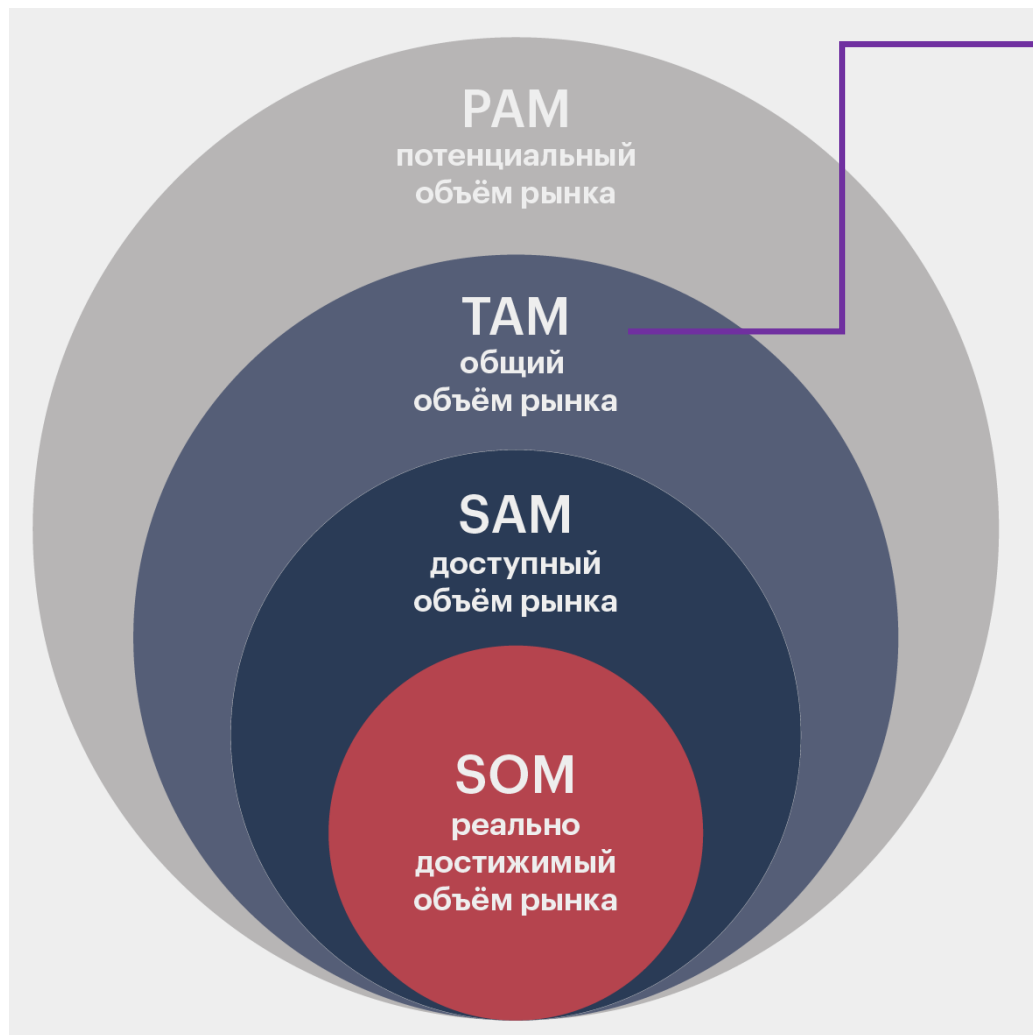 PAM
потенциальный
объём рынка
TAM
общий
объём рынка
SAM
доступный
объём рынка
SOM
реально
достижимый
объём рынка